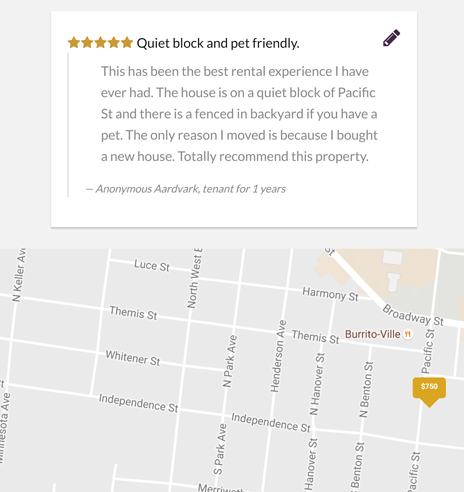 Quiet block and pet friendly.
This has been the best rental experience I have
ever had. The house is on a quiet block of Pacific
St and there is a fenced in backyard if you have a
pet. The only reason I moved is because I bought
a new house. Totally recommend this property.
— Anonymous Aardvark, tenant for 1 years
N Keller Ave
Luce St
North West E
St
Harmony St
Broadway St
Themis St
Themis St
Burrito-Ville
Pacific St
Whitener St
N Park Ave
Henderson Ave
N Hanover St
N Benton St
$750
Minnesota Ave
Independence St
Independence St
S Park Ave
Hanover St
Benton St
Pacific St
Merriweth